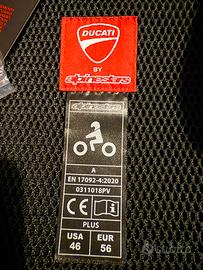 DUCATI
BY
alpinestars
alpinestars
A
EN 17092-4:2020
0311018PV
CE
PLUS
USA EUR
46 56